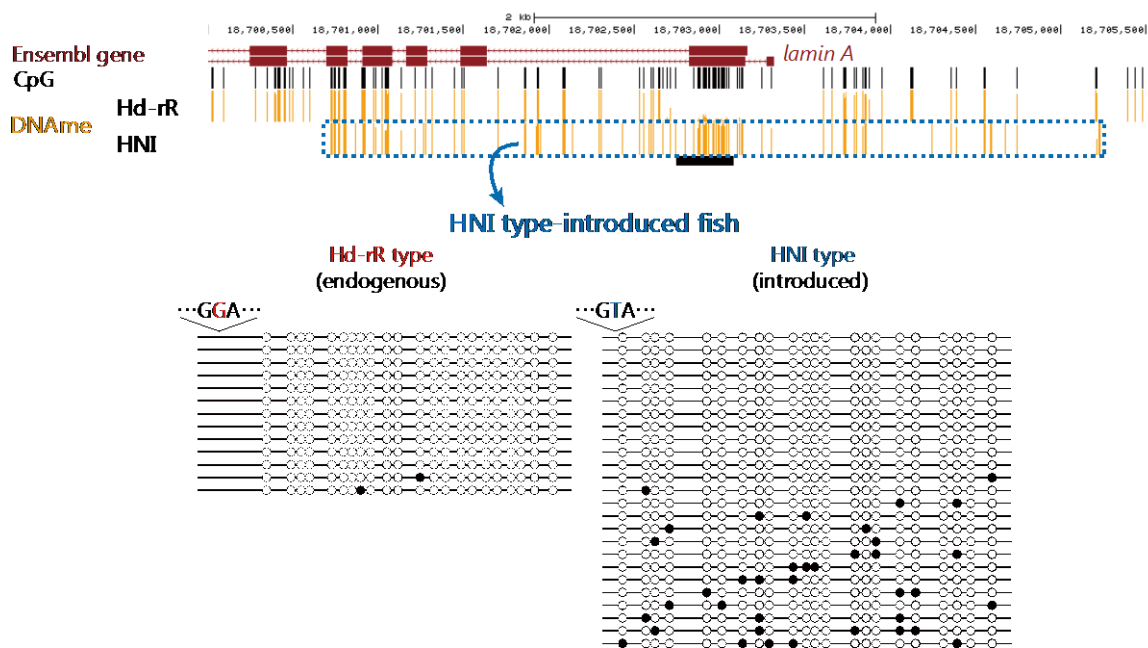 2 kb
18,700,500 18,701,000 18,701,500 18,702,000 18,702,500 18,703,000 18,703,500 18,704,000 18,704,500 18,705,000 18,705,500
Ensembl gene lamin A
CpG
Hd-rR
DNAme
HNI
HNI type-introduced fish
Hd-rR type HNI type
(endogenous) (introduced)
···GGA··· ···GTA···